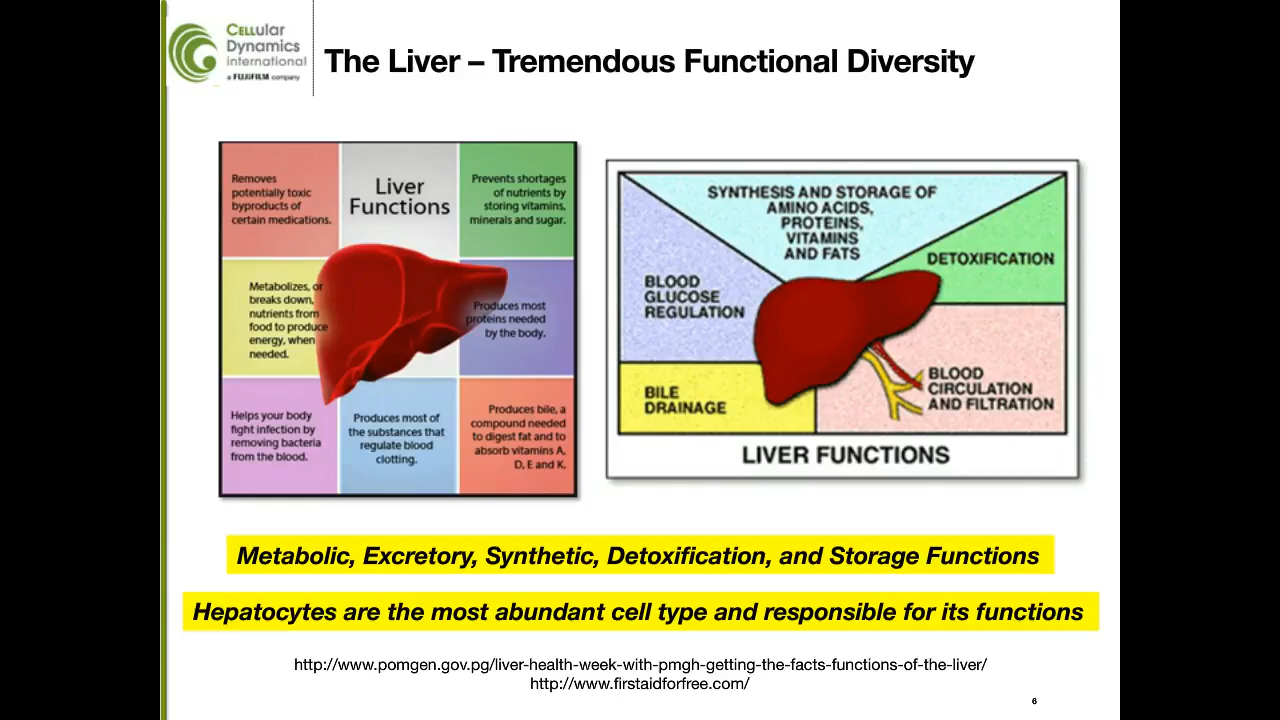 CELLular
Dynamics
international
a FUJIFILM company
The Liver – Tremendous Functional Diversity
Removes
potentially toxic
byproducts of
certain medications.
Liver
Functions
Prevents shortages
of nutrients by
storing vitamins,
minerals and sugar.
Metabolizes, or
breaks down,
nutrients from
food to produce
energy, when
needed.
Produces most
proteins needed
by the body.
Helps your body
fight infection by
removing bacteria
from the blood.
Produces most of
the substances that
regulate blood
clotting.
Produces bile, a
compound needed
to digest fat and to
absorb vitamins A,
D, E and K.
SYNTHESIS AND STORAGE OF
AMINO ACIDS,
PROTEINS,
VITAMINS
AND FATS
DETOXIFICATION
BLOOD
GLUCOSE
REGULATION
BLOOD
CIRCULATION
AND FILTRATION
BILE
DRAINAGE
LIVER FUNCTIONS
Metabolic, Excretory, Synthetic, Detoxification, and Storage Functions
Hepatocytes are the most abundant cell type and responsible for its functions
http://www.pomgen.gov.pg/liver-health-week-with-pmgh-getting-the-facts-functions-of-the-liver/
http://www.firstaidforfree.com/
6